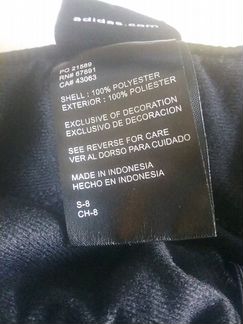 adidas.com
PO 21589
RN# 67591
CA# 43063
SHELL : 100% POLYESTER
EXTERIOR : 100% POLIESTER
EXCLUSIVE OF DECORATION
EXCLUSIVO DE DECORACION
SEE REVERSE FOR CARE
VER AL DORSO PARA CUIDADO
MADE IN INDONESIA
HECHO EN INDONESIA
S-8
CH-8